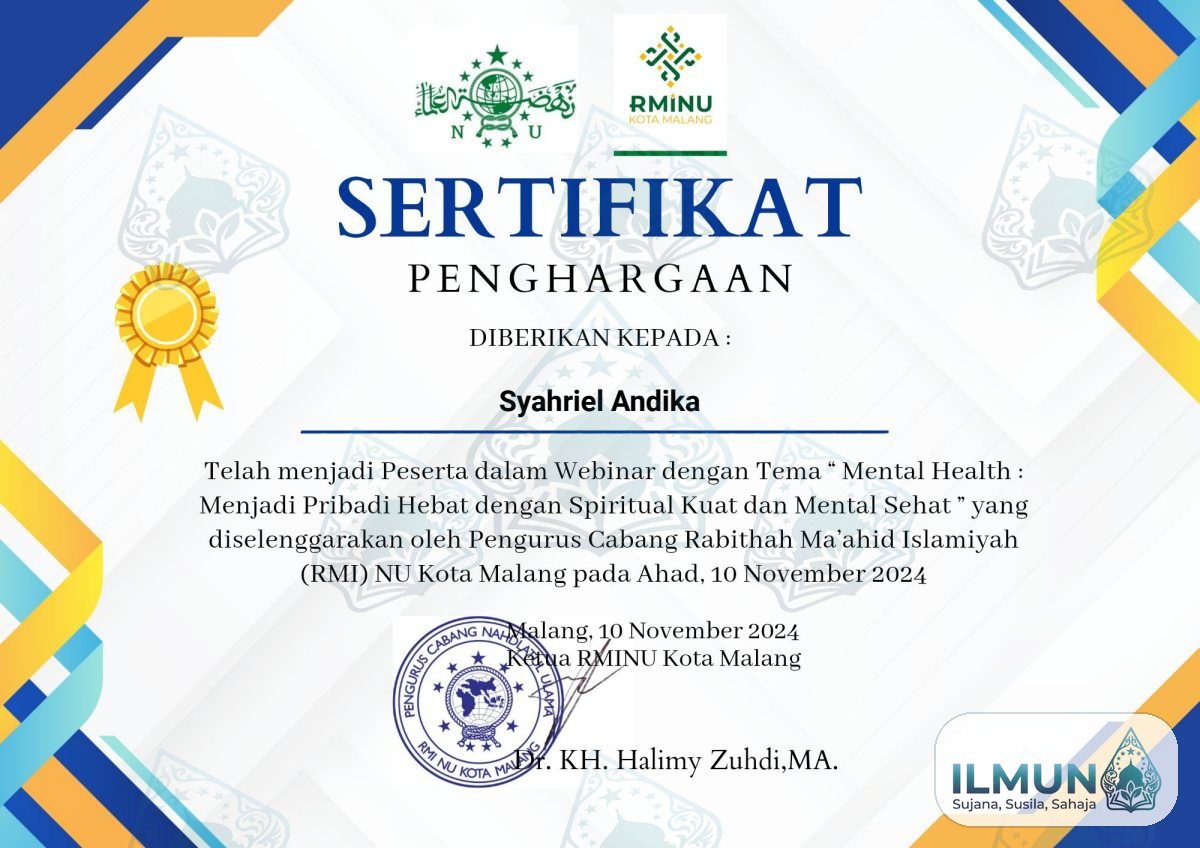 نهضة العلماء
N U
RMINU
KOTA MALANG
SERTIFIKAT
PENGHARGAAN
DIBERIKAN KEPADA :
Syahriel Andika
Telah menjadi Peserta dalam Webinar dengan Tema “ Mental Health :
Menjadi Pribadi Hebat dengan Spiritual Kuat dan Mental Sehat ” yang
diselenggarakan oleh Pengurus Cabang Rabithah Ma’ahid Islamiyah
(RMI) NU Kota Malang pada Ahad, 10 November 2024
Malang, 10 November 2024
Ketua RMINU Kota Malang
PENGURUS CABANG NAHDLATUL ULAMA
RMI NU KOTA MALANG
Dr. KH. Halimy Zuhdi,MA.
ILMUN
Sujana, Susila, Sahaja